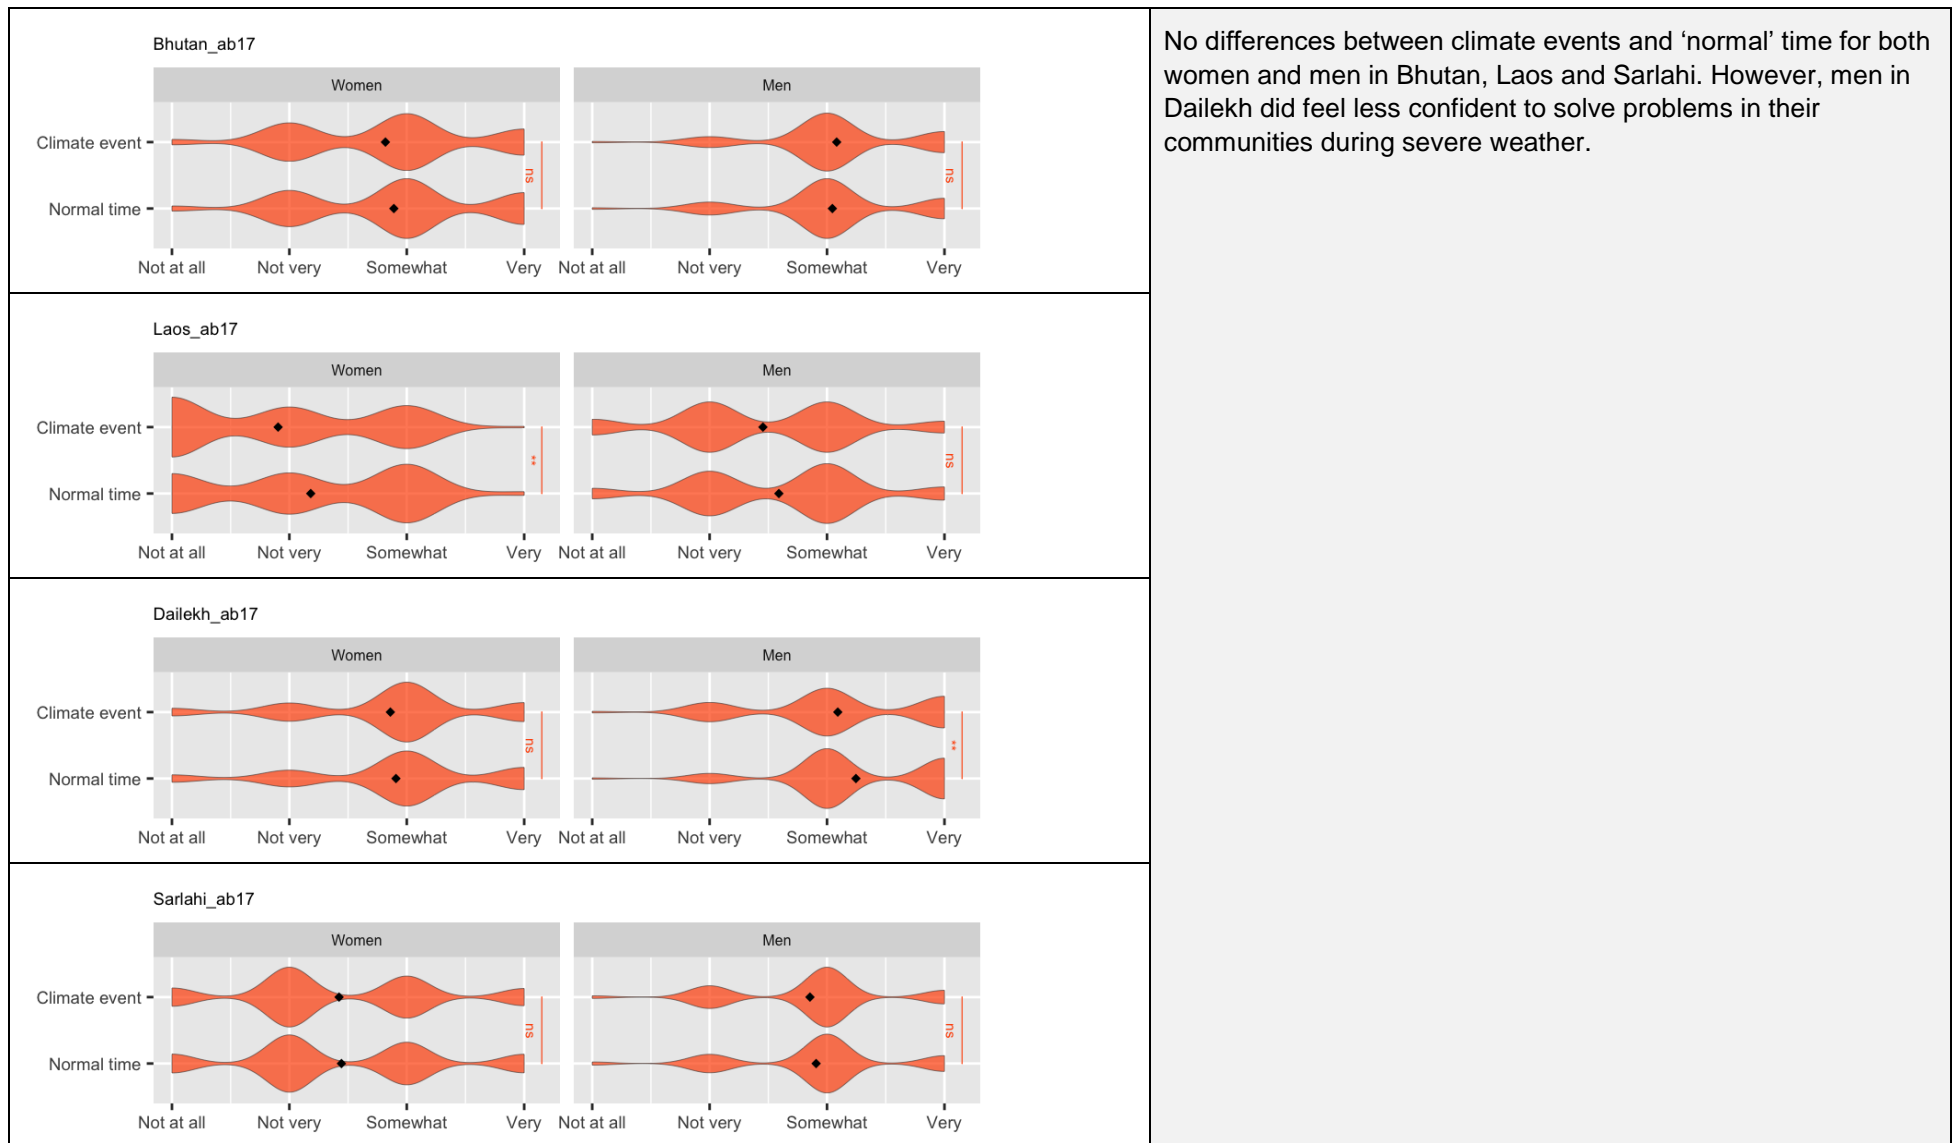 Bhutan_ab17
Women
Men
Climate event
ns
ns
Normal time
Not at all Not very Somewhat Very Not at all Not very Somewhat Very
Laos_ab17
Women
Men
Climate event
**
ns
Normal time
Not at all Not very Somewhat Very Not at all Not very Somewhat Very
Dailekh_ab17
Women
Men
Climate event
ns
**
Normal time
Not at all Not very Somewhat Very Not at all Not very Somewhat Very
Sarlahi_ab17
Women
Men
Climate event
ns
ns
Normal time
Not at all Not very Somewhat Very Not at all Not very Somewhat Very
No differences between climate events and ‘normal’ time for both
women and men in Bhutan, Laos and Sarlahi. However, men in
Dailekh did feel less confident to solve problems in their
communities during severe weather.